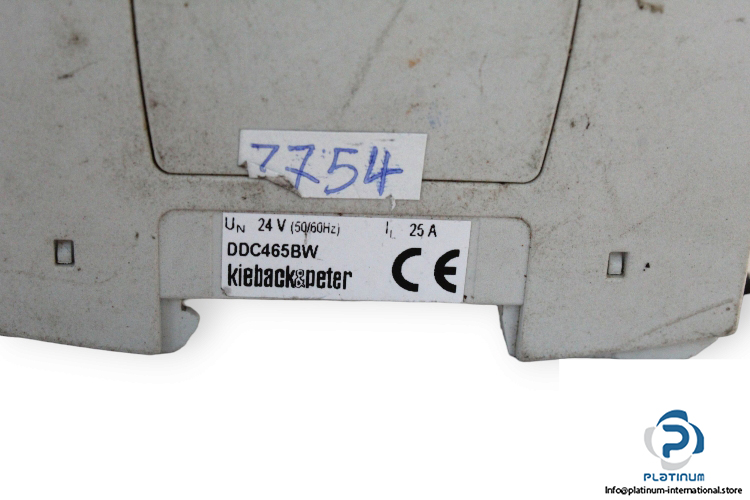 7754
UN 24 V (50/60Hz) IL 25 A
DDC465BW
kieback&peter CE
PLATINUM
Info@platinum-international.store